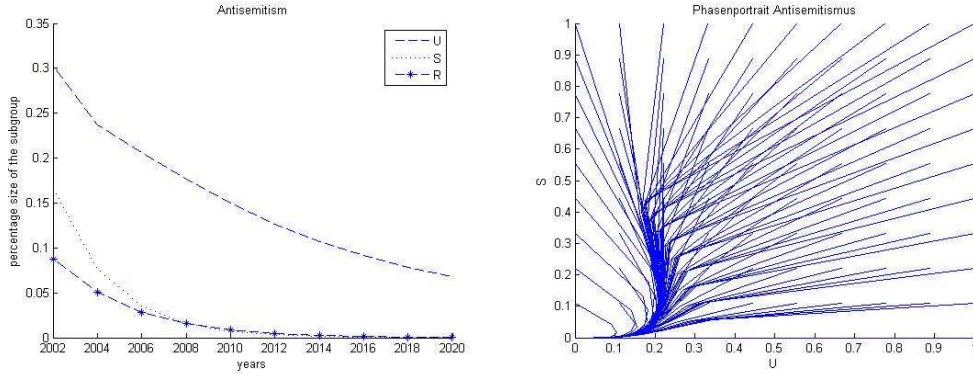 Antisemitism
0.35
0.3
0.25
0.2
0.15
0.1
0.05
0
percentage size of the subgroup
U
S
R
2002 2004 2006 2008 2010 2012 2014 2016 2018 2020
years
Phasenportrait Antisemitismus
1
0.9
0.8
0.7
0.6
0.5
0.4
0.3
0.2
0.1
0
S
0 0.1 0.2 0.3 0.4 0.5 0.6 0.7 0.8 0.9
U